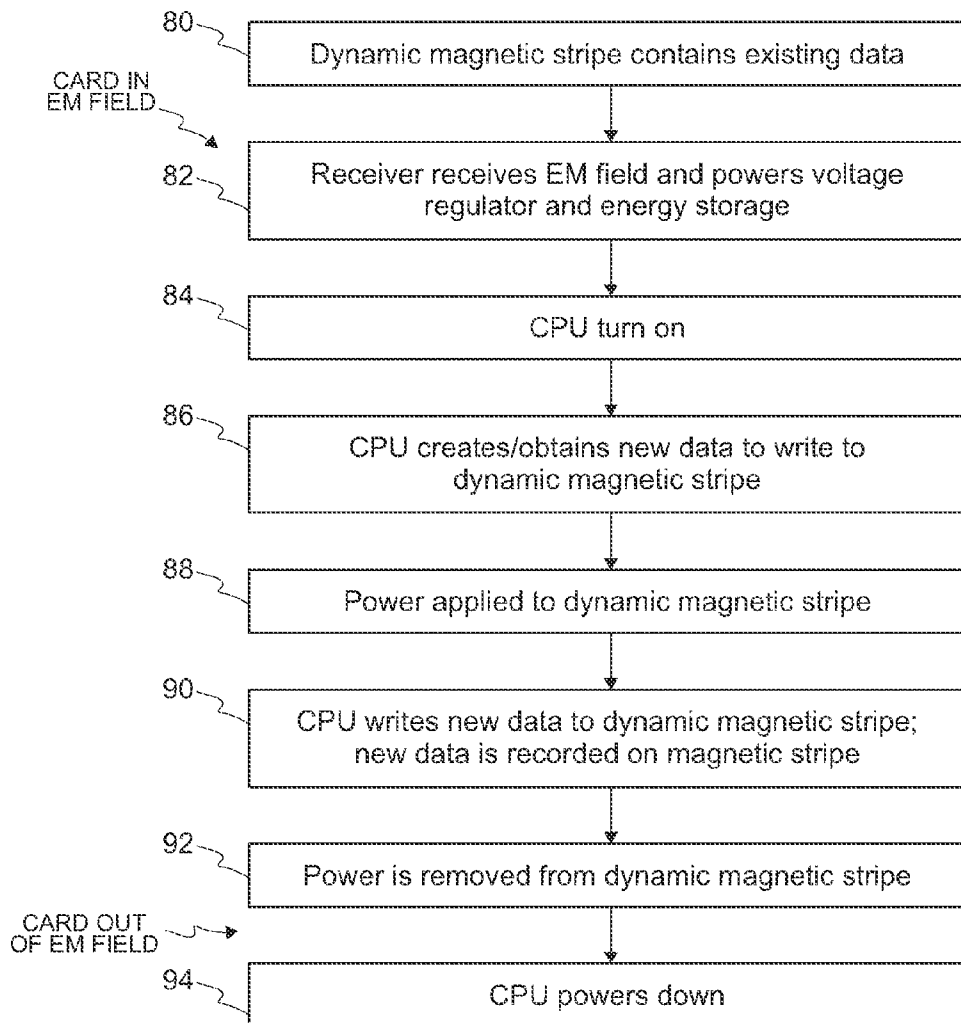 80
Dynamic magnetic stripe contains existing data
CARD IN
EM FIELD
82
Receiver receives EM field and powers voltage
regulator and energy storage
84
CPU turn on
86
CPU creates/obtains new data to write to
dynamic magnetic stripe
88
Power applied to dynamic magnetic stripe
90
CPU writes new data to dynamic magnetic stripe;
new data is recorded on magnetic stripe
92
Power is removed from dynamic magnetic stripe
CARD OUT
OF EM FIELD
94
CPU powers down